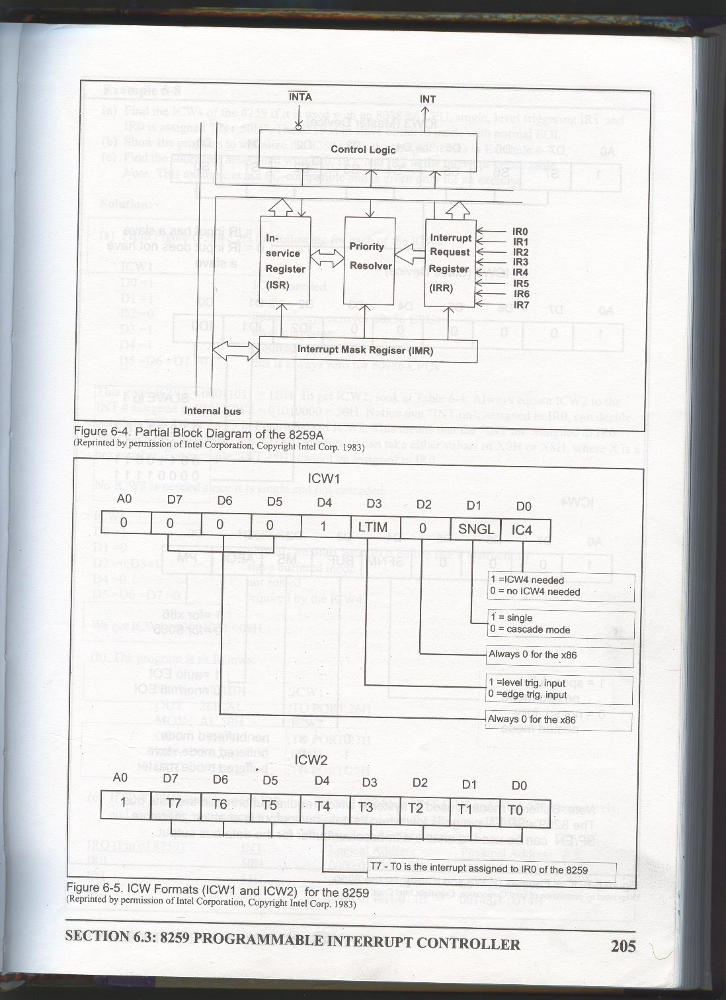 INTA INT
Control Logic
In-
service
Register
(ISR)
Priority
Resolver
Interrupt
Request
Register
(IRR)
IR0
IR1
IR2
IR3
IR4
IR5
IR6
IR7
Interrupt Mask Regiser (IMR)
Internal bus
Figure 6-4. Partial Block Diagram of the 8259A
(Reprinted by permission of Intel Corporation, Copyright Intel Corp. 1983)
ICW1
A0 D7 D6 D5 D4 D3 D2 D1 D0
0 0 0 0 1 LTIM 0 SNGL IC4
1 =ICW4 needed
0 = no ICW4 needed
1 = single
0 = cascade mode
Always 0 for the x86
1 =level trig. input
0 =edge trig. input
Always 0 for the x86
ICW2
A0 D7 D6 D5 D4 D3 D2 D1 D0
1 T7 T6 T5 T4 T3 T2 T1 T0
T7 - T0 is the interrupt assigned to IR0 of the 8259
Figure 6-5. ICW Formats (ICW1 and ICW2) for the 8259
(Reprinted by permission of Intel Corporation, Copyright Intel Corp. 1983)
SECTION 6.3: 8259 PROGRAMMABLE INTERRUPT CONTROLLER 205